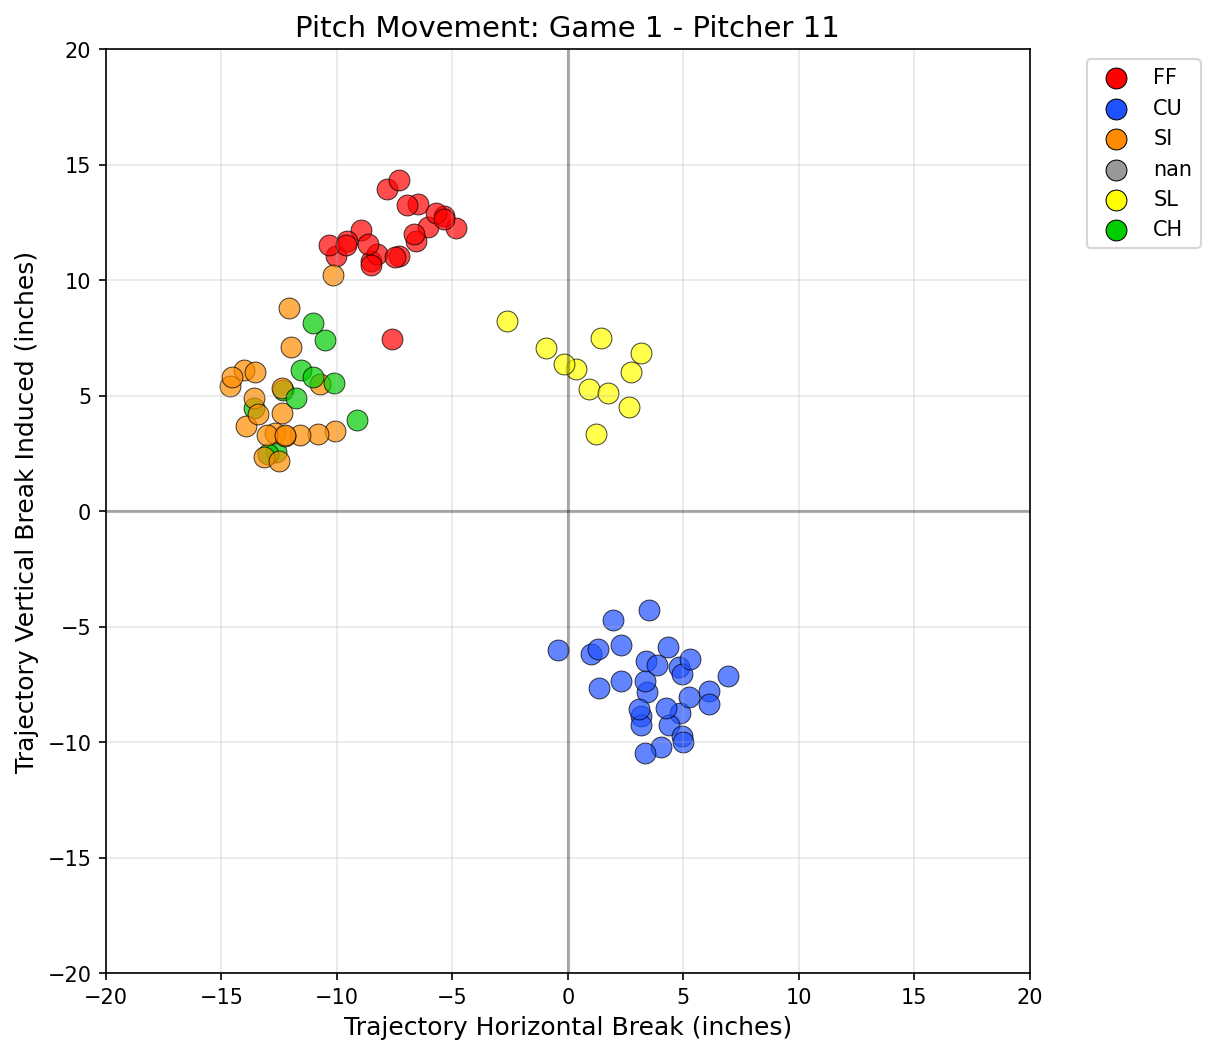 Pitch Movement: Game 1 - Pitcher 11
20
15
10
5
0
−5
−10
−15
−20
−20
−15
−10
−5
0
5
10
15
20
Trajectory Vertical Break Induced (inches)
Trajectory Horizontal Break (inches)
FF
CU
SI
nan
SL
CH